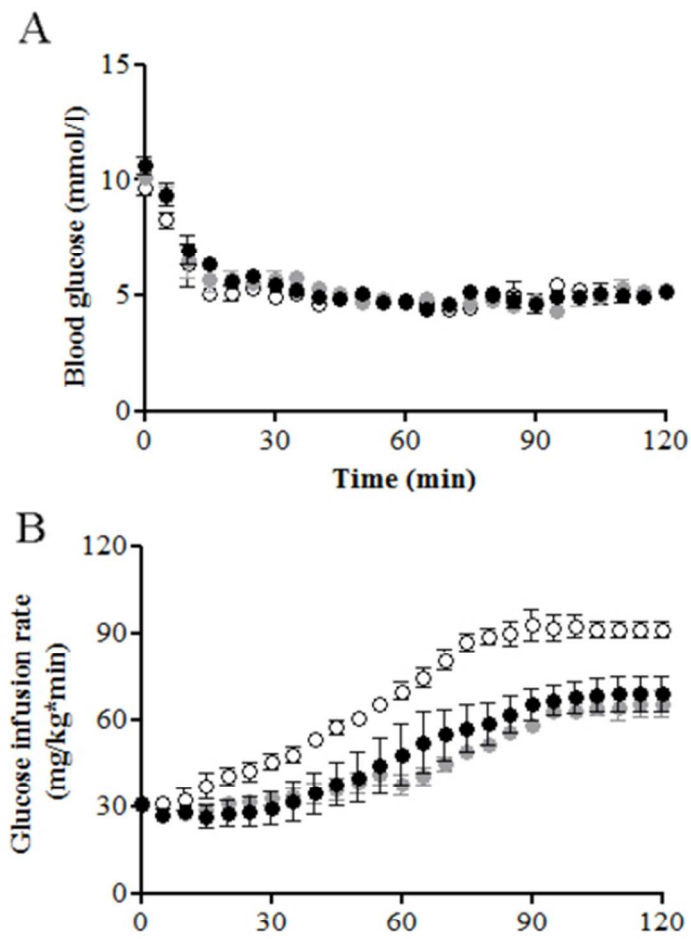 A
15
10
5
0
Blood glucose (mmol/l)
0 30 60 90 120
Time (min)
B
120
90
60
30
0
Glucose infusion rate
(mg/kg*min)
0 30 60 90 120